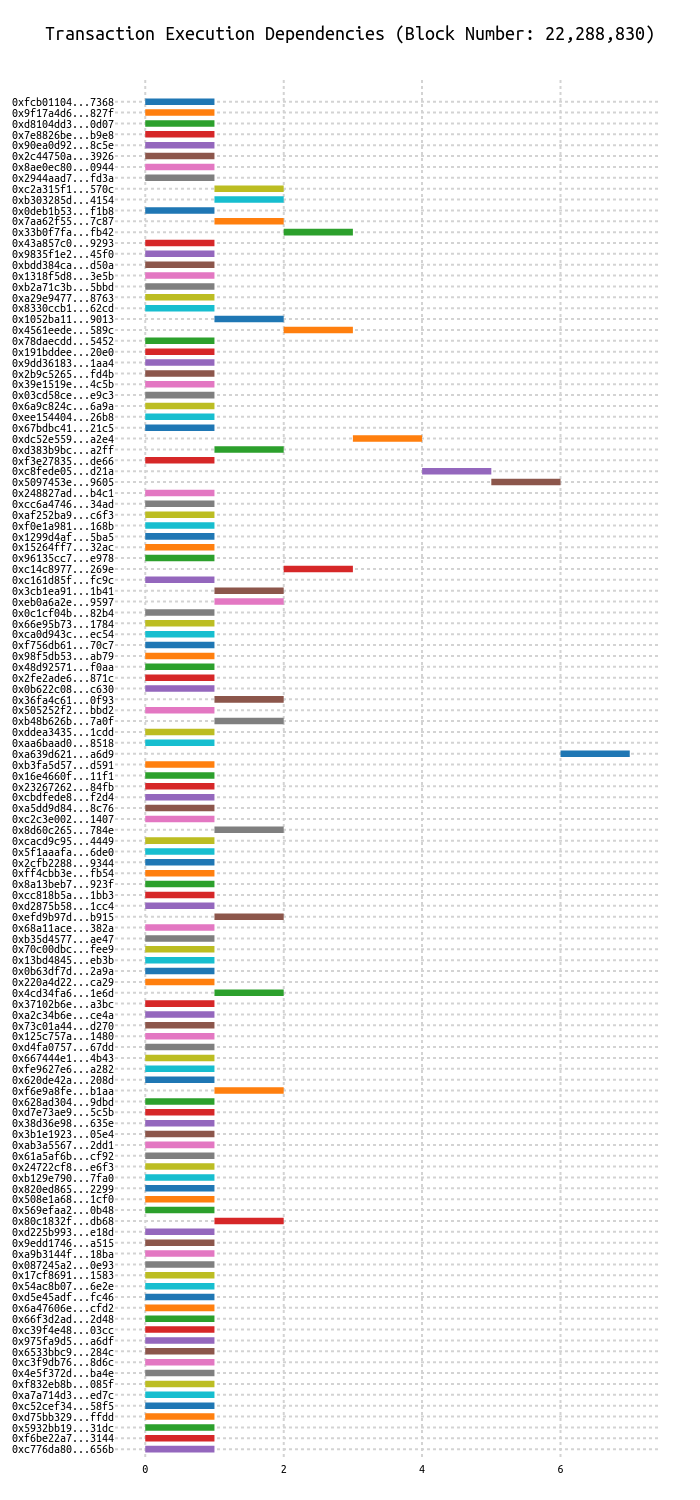 Transaction Execution Dependencies (Block Number: 22,288,830)
0xfcb01104...7368
0x9f17a4d6...827f
0xd8104dd3...0d07
0x7e8826be...b9e8
0x90ea0d92...8c5e
0x2c44750a...3926
0x8ae0ec80...0944
0x2944aad7...fd3a
0xc2a315f1...570c
0xb303285d...4154
0x0deb1b53...f1b8
0x7aa62f55...7c87
0x33b0f7fa...fb42
0x43a857c0...9293
0x9835f1e2...45f0
0xbdd384ca...d50a
0x1318f5d8...3e5b
0xb2a71c3b...5bbd
0xa29e9477...8763
0x8330ccb1...62cd
0x1052ba11...9013
0x4561eede...589c
0x78daecdd...5452
0x191bddee...20e0
0x9dd36183...1aa4
0x2b9c5265...fd4b
0x39e1519e...4c5b
0x03cd58ce...e9c3
0x6a9c824c...6a9a
0xee154404...26b8
0x67bdbc41...21c5
0xdc52e559...a2e4
0xd383b9bc...a2ff
0xf3e27835...de66
0xc8fede05...d21a
0x5097453e...9605
0x248827ad...b4c1
0xcc6a4746...34ad
0xaf252ba9...c6f3
0xf0e1a981...168b
0x1299d4af...5ba5
0x15264ff7...32ac
0x96135cc7...e978
0xc14c8977...269e
0xc161d85f...fc9c
0x3cb1ea91...1b41
0xeb0a6a2e...9597
0x0c1cf04b...82b4
0x66e95b73...1784
0xca0d943c...ec54
0xf756db61...70c7
0x98f5db53...ab79
0x48d92571...f0aa
0x2fe2ade6...871c
0x0b622c08...c630
0x36fa4c61...0f93
0x505252f2...bbd2
0xb48b626b...7a0f
0xddea3435...1cdd
0xaa6baad0...8518
0xa639d621...a6d9
0xb3fa5d57...d591
0x16e4660f...11f1
0x23267262...84fb
0xcbdfede8...f2d4
0xa5dd9d84...8c76
0xc2c3e002...1407
0x8d60c265...784e
0xcacd9c95...4449
0x5f1aaafa...6de0
0x2cfb2288...9344
0xff4cbb3e...fb54
0x8a13beb7...923f
0xcc818b5a...1bb3
0xd2875b58...1cc4
0xefd9b97d...b915
0x68a11ace...382a
0xb35d4577...ae47
0x70c00dbc...fee9
0x13bd4845...eb3b
0x0b63df7d...2a9a
0x220a4d22...ca29
0x4cd34fa6...1e6d
0x37102b6e...a3bc
0xa2c34b6e...ce4a
0x73c01a44...d270
0x125c757a...1480
0xd4fa0757...67dd
0x667444e1...4b43
0xfe9627e6...a282
0x620de42a...208d
0xf6e9a8fe...b1aa
0x628ad304...9dbd
0xd7e73ae9...5c5b
0x38d36e98...635e
0x3b1e1923...05e4
0xab3a5567...2dd1
0x61a5af6b...cf92
0x24722cf8...e6f3
0xb129e790...7fa0
0x820ed865...2299
0x508e1a68...1cf0
0x569efaa2...0b48
0x80c1832f...db68
0xd225b993...e18d
0x9edd1746...a515
0xa9b3144f...18ba
0x087245a2...0e93
0x17cf8691...1583
0x54ac8b07...6e2e
0xd5e45adf...fc46
0x6a47606e...cfd2
0x66f3d2ad...2d48
0xc39f4e48...03cc
0x975fa9d5...a6df
0x6533bbc9...284c
0xc3f9db76...8d6c
0x4e5f372d...ba4e
0xf832eb8b...085f
0xa7a714d3...ed7c
0xc52cef34...58f5
0xd75bb329...ffdd
0x5932bb19...31dc
0xf6be22a7...3144
0xc776da80...656b
0 2 4 6